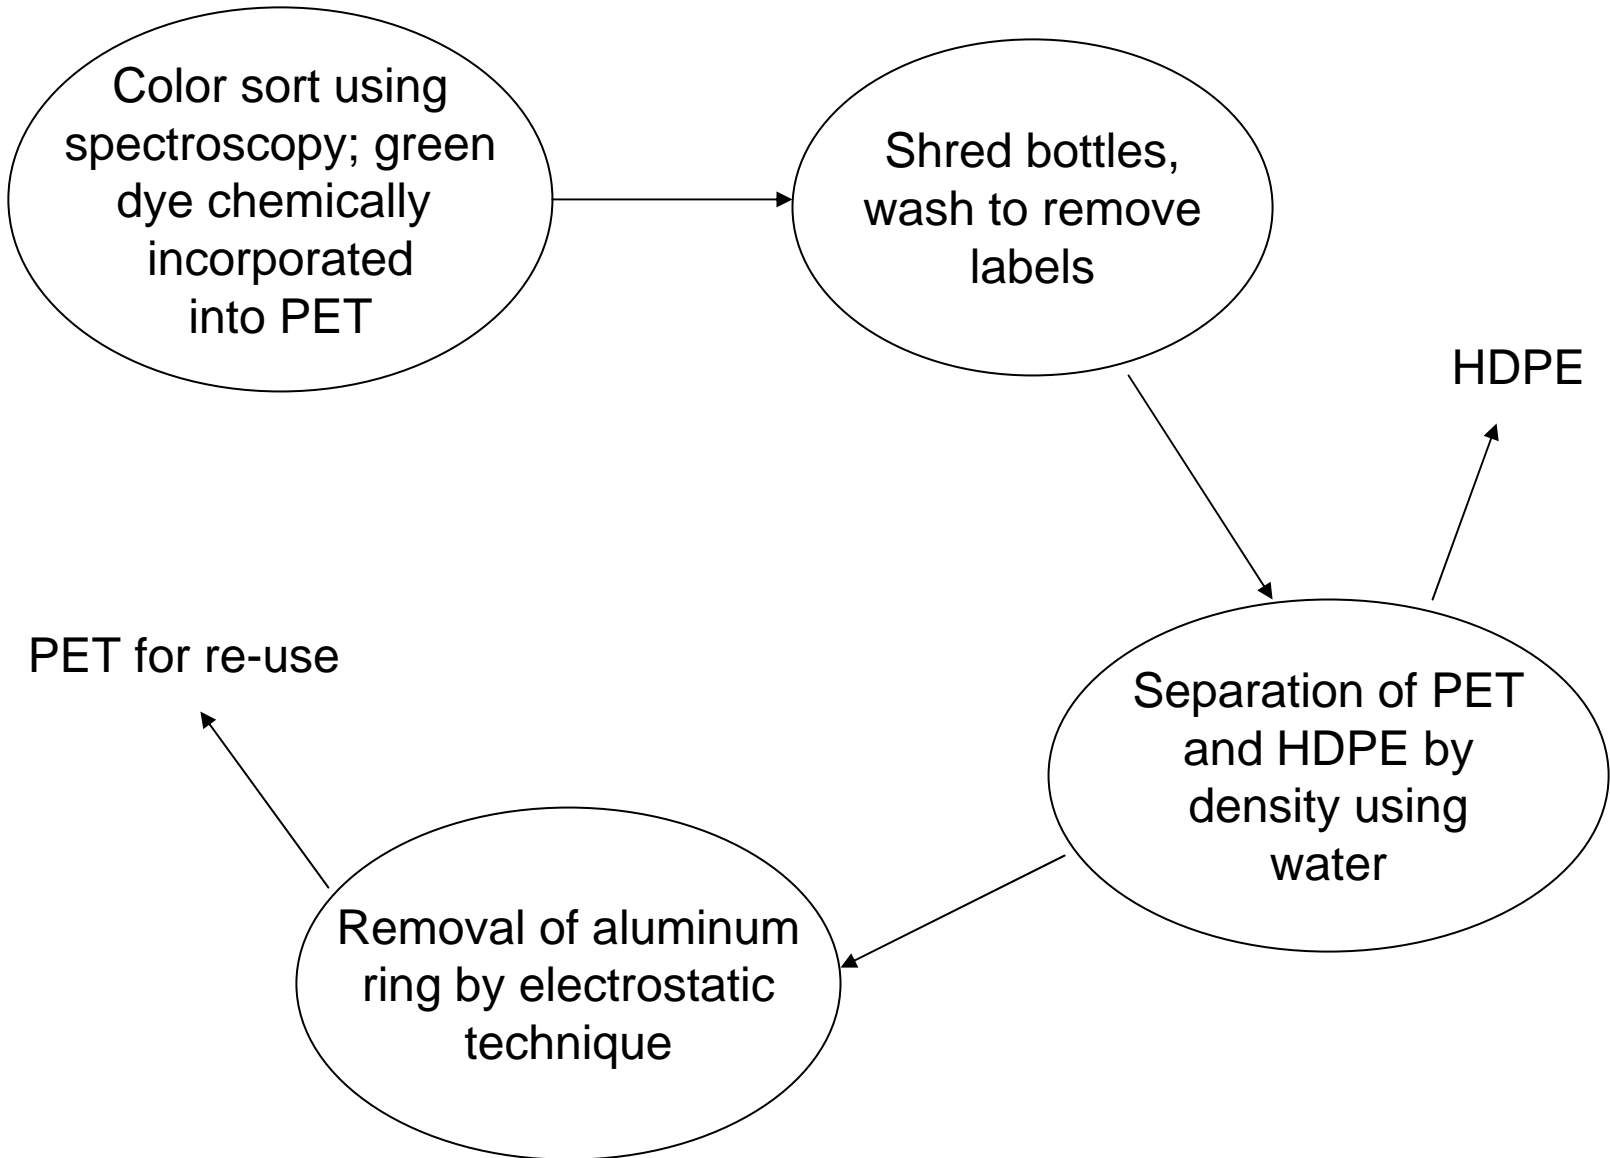 Color sort using
spectroscopy; green
dye chemically
incorporated
into PET
Shred bottles,
wash to remove
labels
HDPE
Separation of PET
and HDPE by
density using
water
Removal of aluminum
ring by electrostatic
technique
PET for re-use